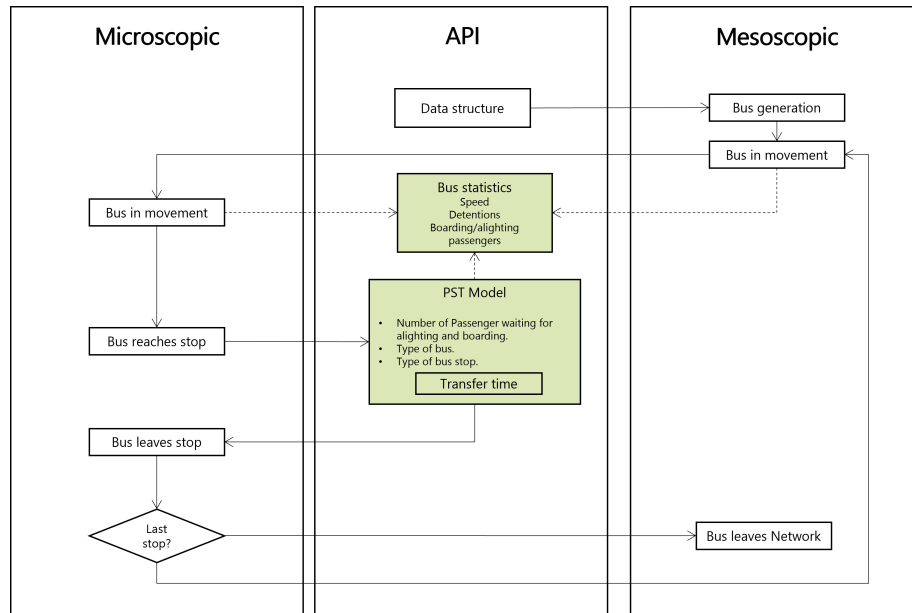 Microscopic
API
Mesoscopic
Data structure
Bus generation
Bus in movement
Bus in movement
Bus statistics
Speed
Detentions
Boarding/alighting
passengers
PST Model
• Number of Passenger waiting for
alighting and boarding.
• Type of bus.
• Type of bus stop.
Transfer time
Bus reaches stop
Bus leaves stop
Last
stop?
Bus leaves Network